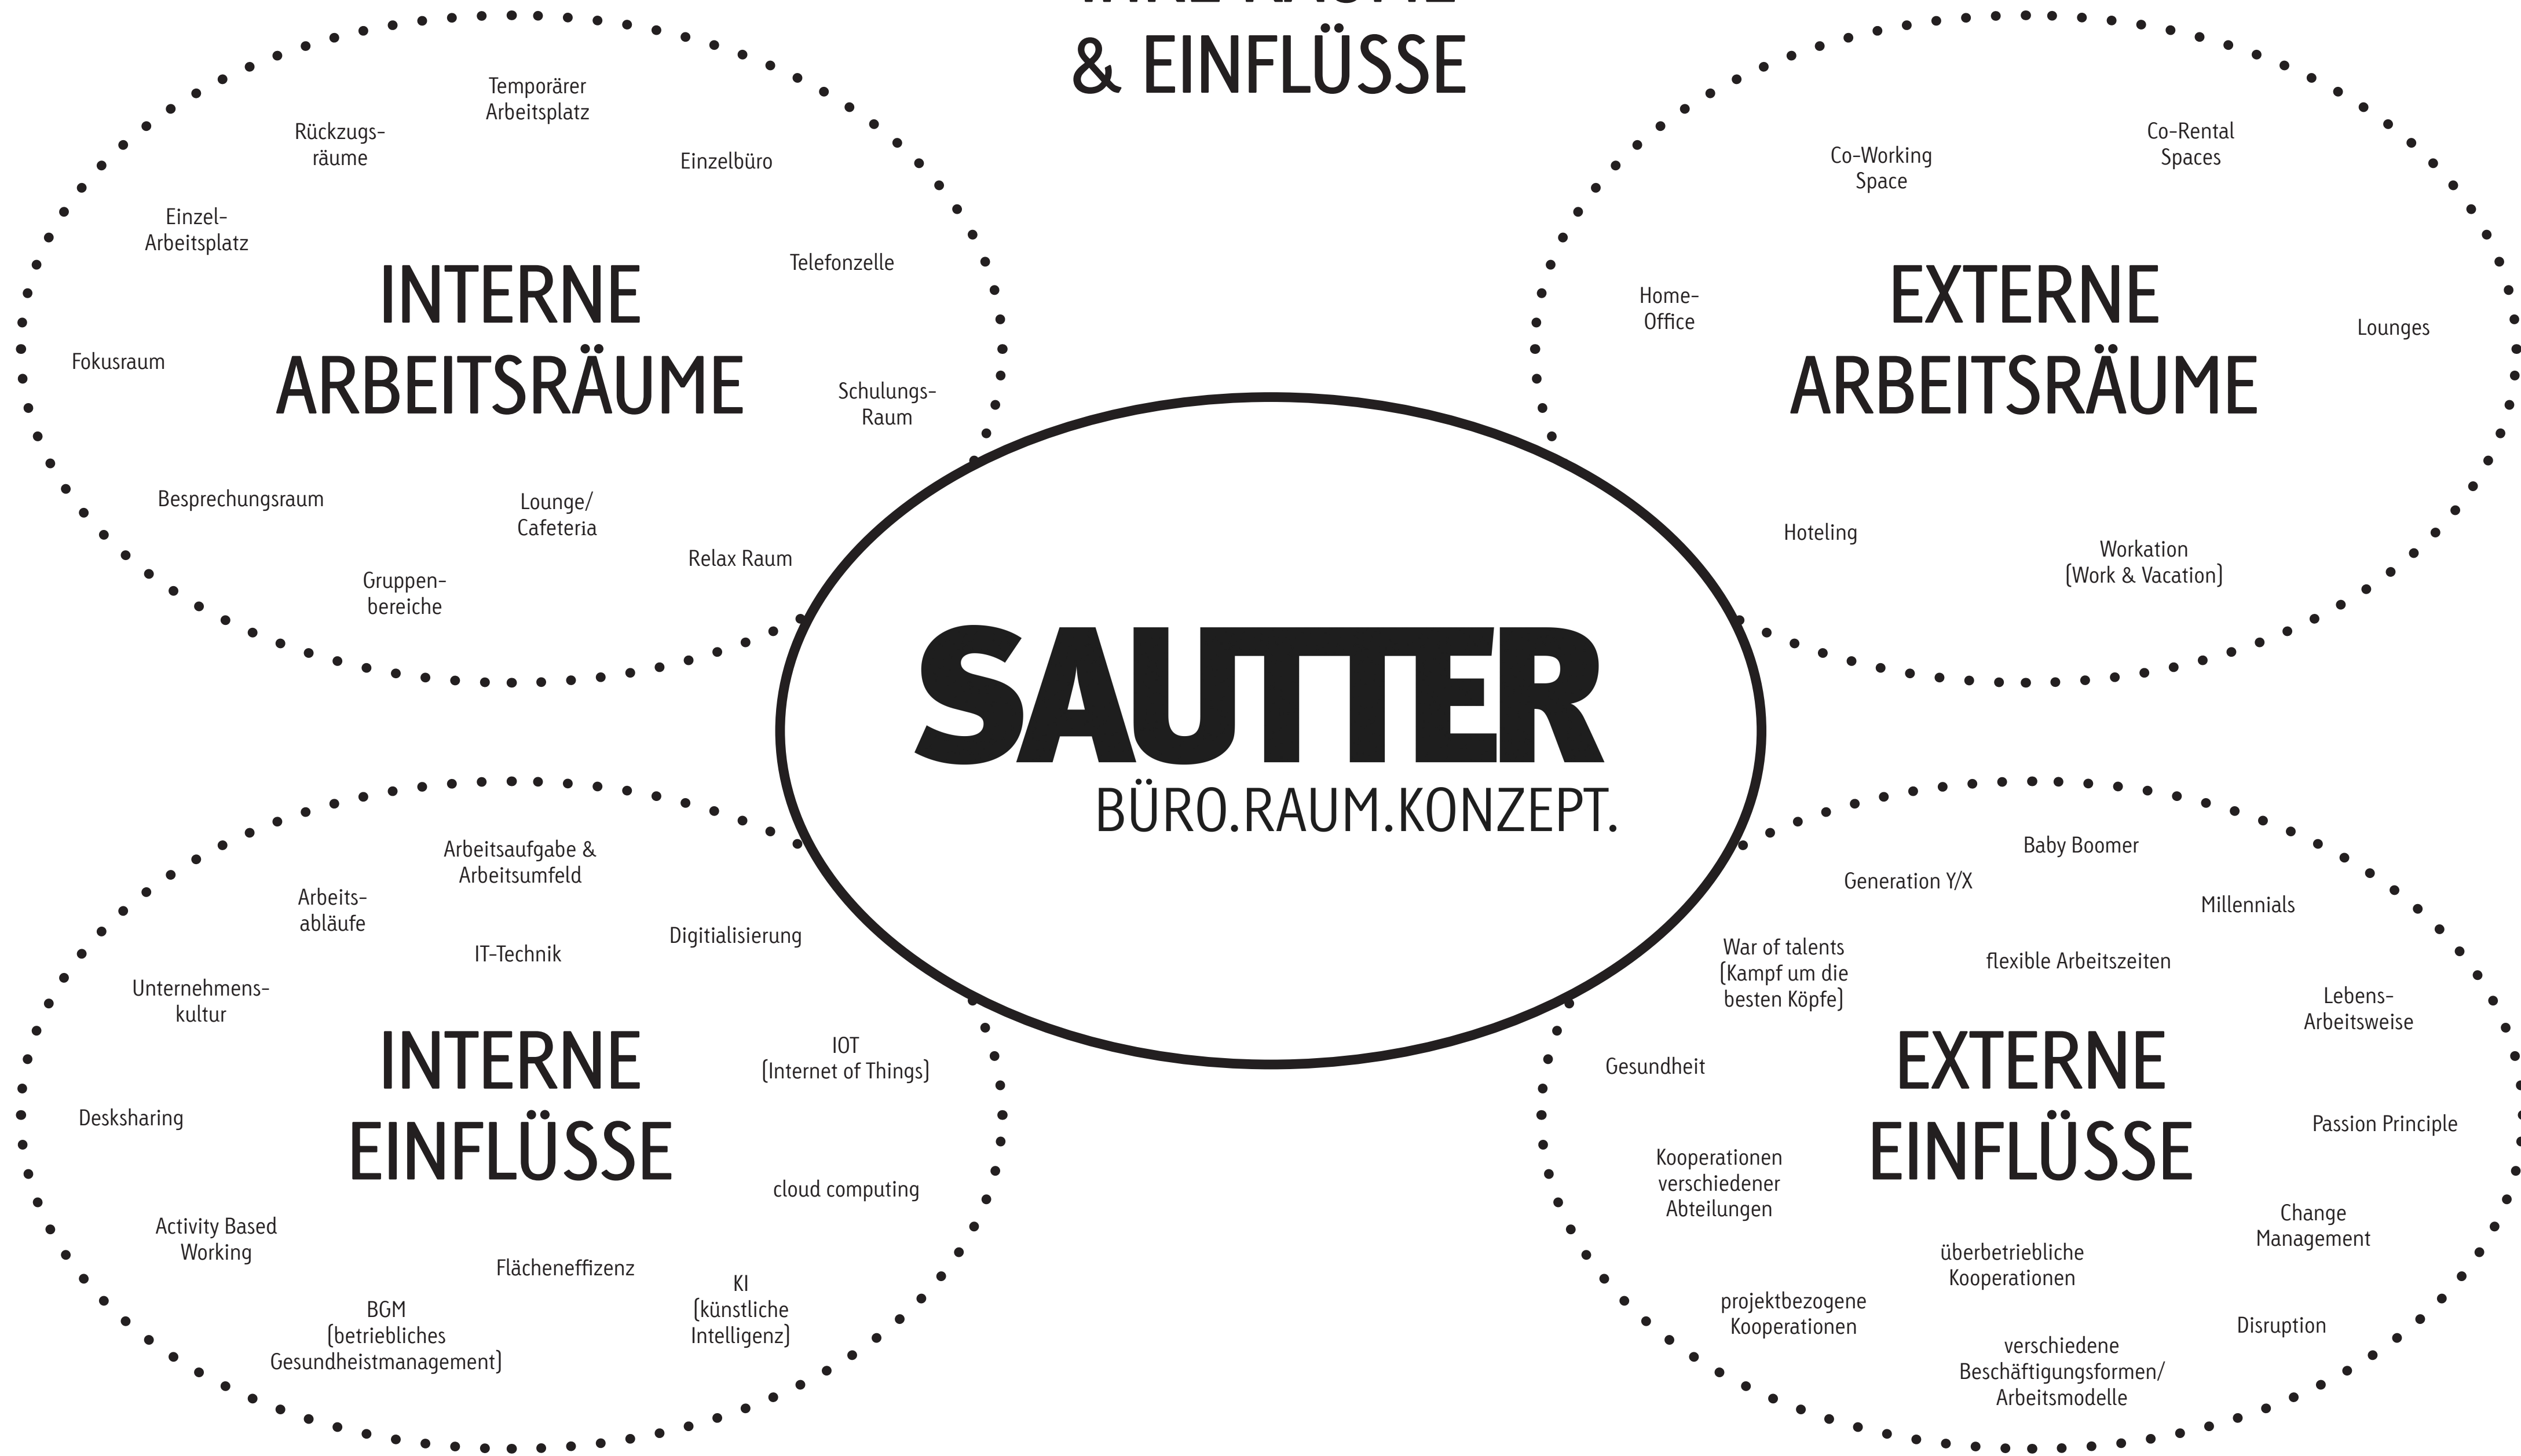 & EINFLÜSSE
Temporärer
Arbeitsplatz
Rückzugs-
räume
Einzelbüro
Einzel-
Arbeitsplatz
Telefonzelle
INTERNE
ARBEITSRÄUME
Fokusraum
Schulungs-
Raum
Besprechungsraum
Lounge/
Cafeteria
Relax Raum
Gruppen-
bereiche
Co-Rental
Spaces
Co-Working
Space
Home-
Office
EXTERNE
ARBEITSRÄUME
Lounges
Hoteling
Workation
(Work & Vacation)
SAUTTER
BÜRO.RAUM.KONZEPT.
Arbeitsaufgabe &
Arbeitsumfeld
Arbeits-
abläufe
IT-Technik
Digitialisierung
Unternehmens-
kultur
INTERNE
EINFLÜSSE
IOT
(Internet of Things)
Desksharing
cloud computing
Activity Based
Working
Flächeneffizenz
KI
(künstliche
Intelligenz)
BGM
(betriebliches
Gesundheistmanagement)
Baby Boomer
Generation Y/X
Millennials
War of talents
(Kampf um die
besten Köpfe)
flexible Arbeitszeiten
Lebens-
Arbeitsweise
Gesundheit
EXTERNE
EINFLÜSSE
Passion Principle
Kooperationen
verschiedener
Abteilungen
Change
Management
überbetriebliche
Kooperationen
projektbezogene
Kooperationen
Disruption
verschiedene
Beschäftigungsformen/
Arbeitsmodelle